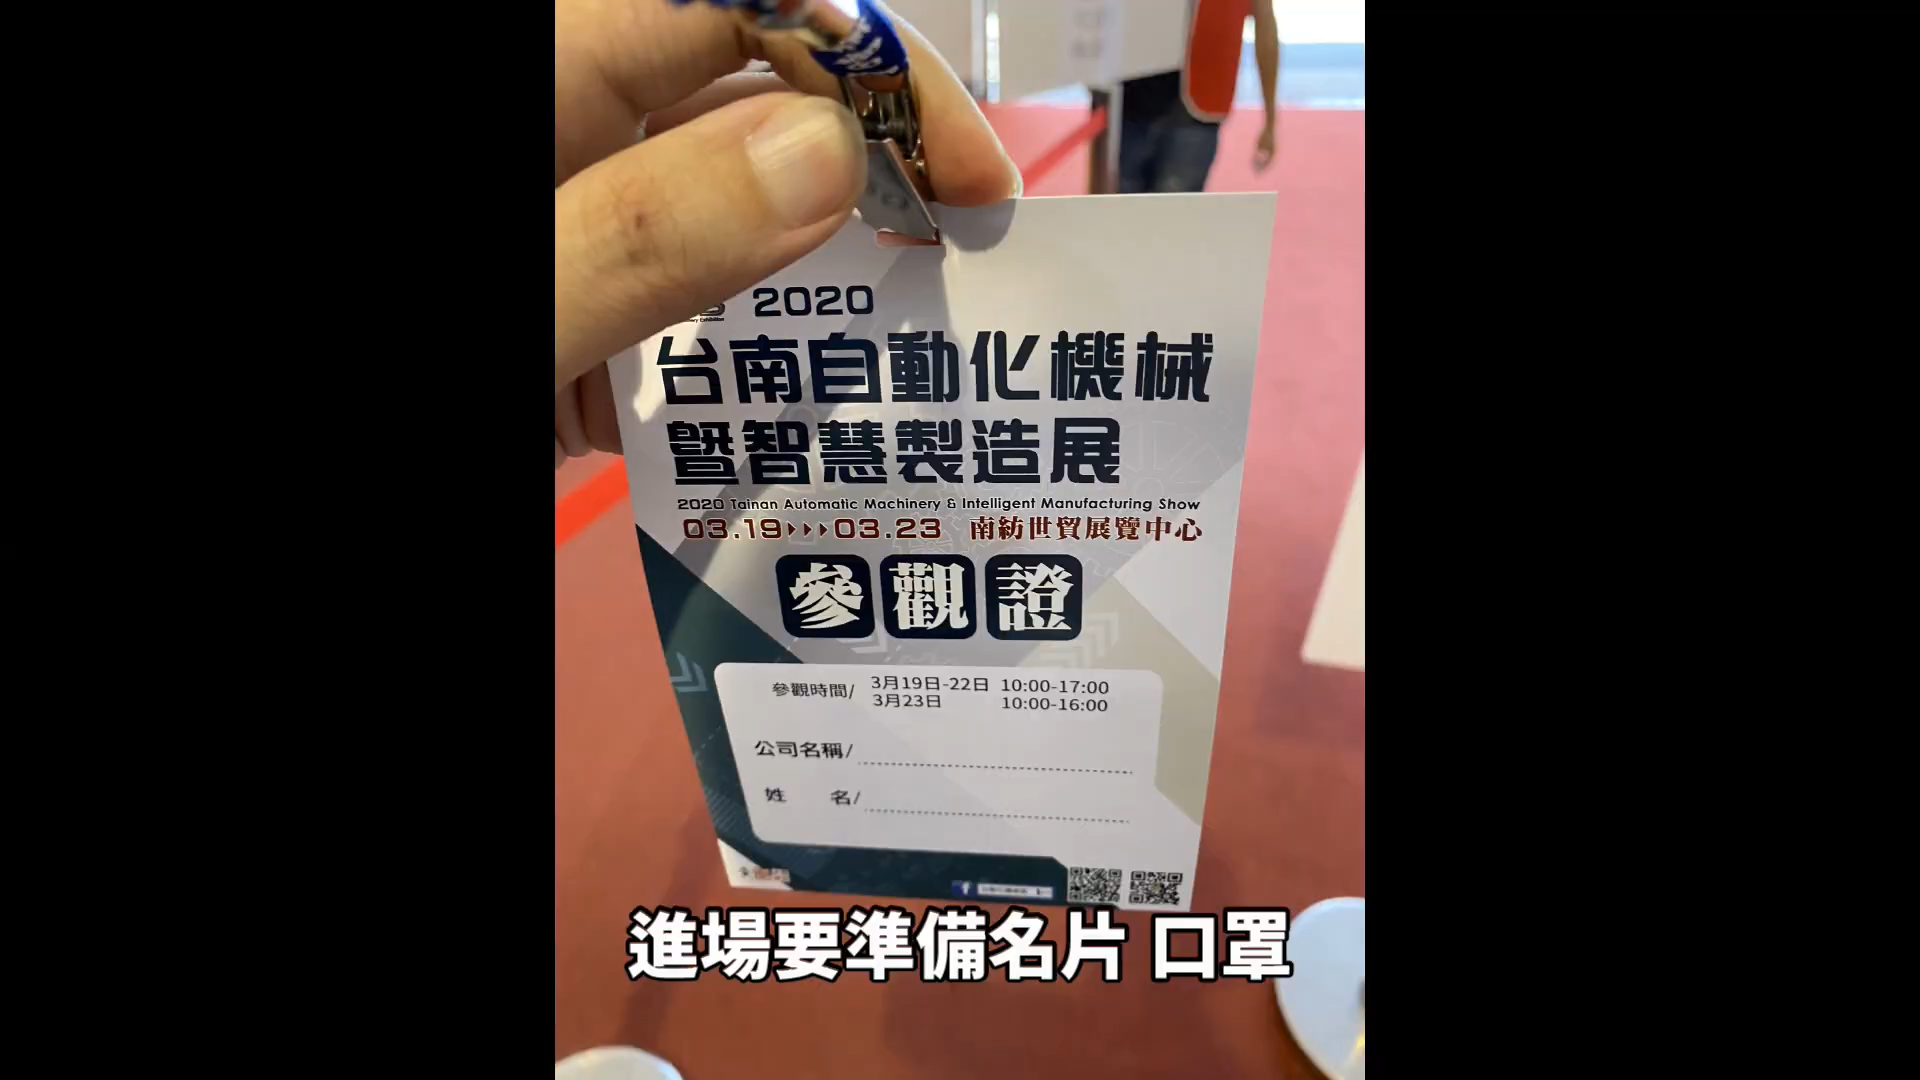 2020
台南自動化機械
暨智慧製造展
2020 Tainan Automatic Machinery & Intelligent Manufacturing Show
03.19 03.23 南紡世貿展覽中心
參觀證
參觀時間/ 3月19日-22日 10:00-17:00
3月23日 10:00-16:00
公司名稱/
姓 名/
進場要準備名片 口罩